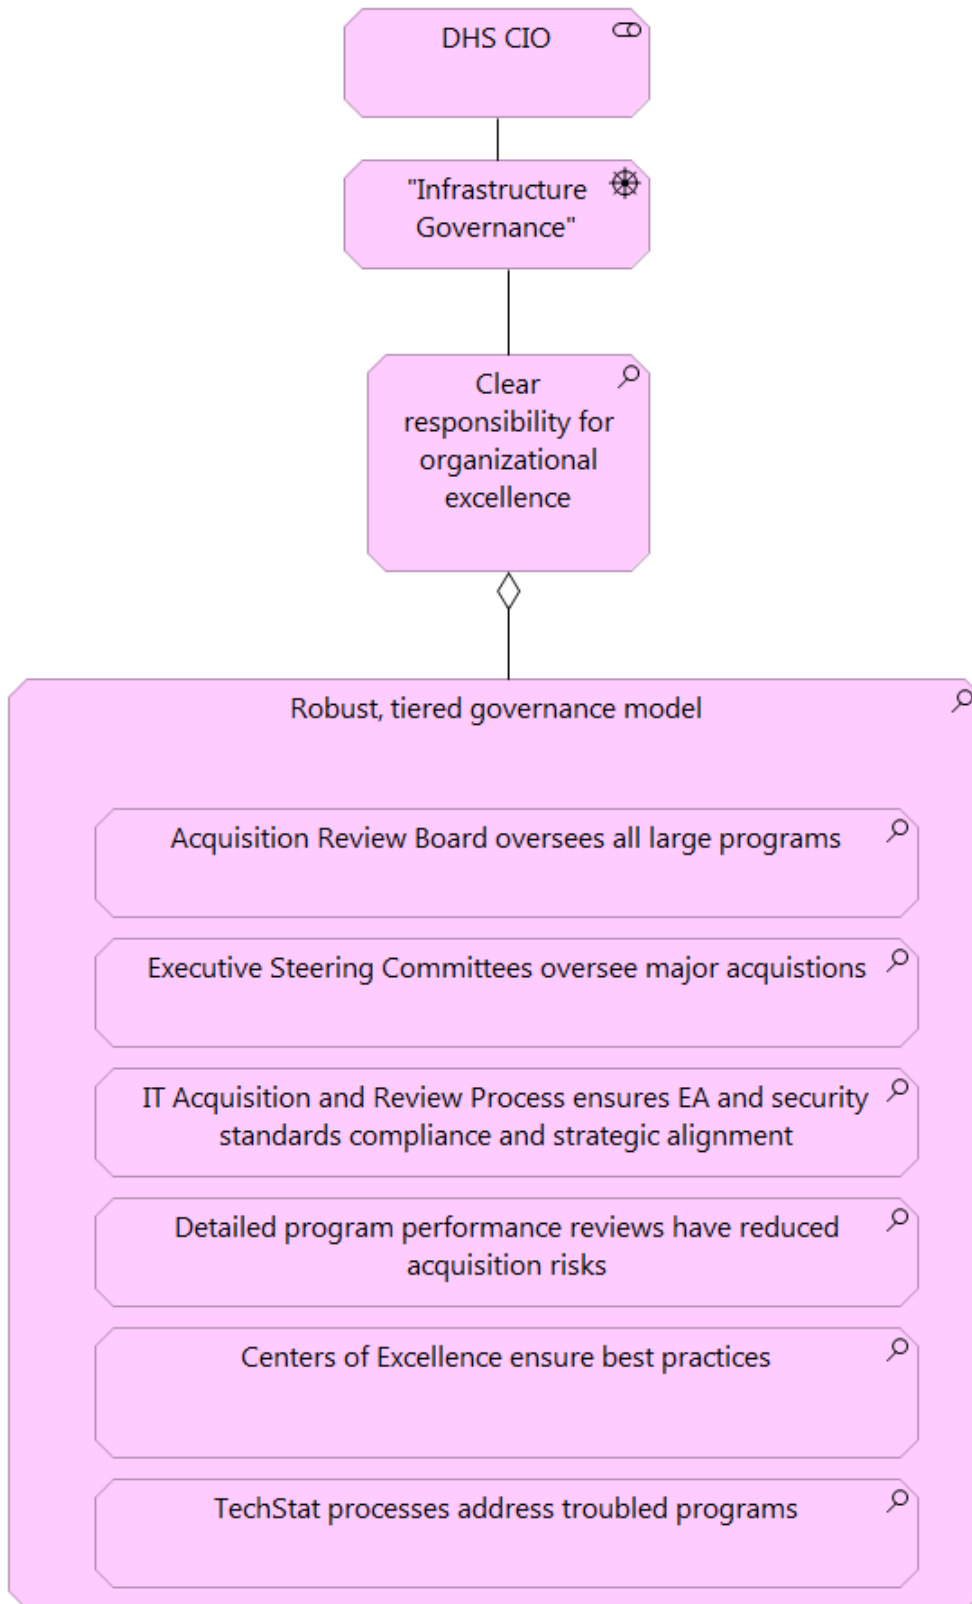 DHS CIO
"Infrastructure
Governance"
Clear
responsibility for
organizational
excellence
Robust, tiered governance model
Acquisition Review Board oversees all large programs
Executive Steering Committees oversee major acquistions
IT Acquisition and Review Process ensures EA and security
standards compliance and strategic alignment
Detailed program performance reviews have reduced
acquisition risks
Centers of Excellence ensure best practices
TechStat processes address troubled programs